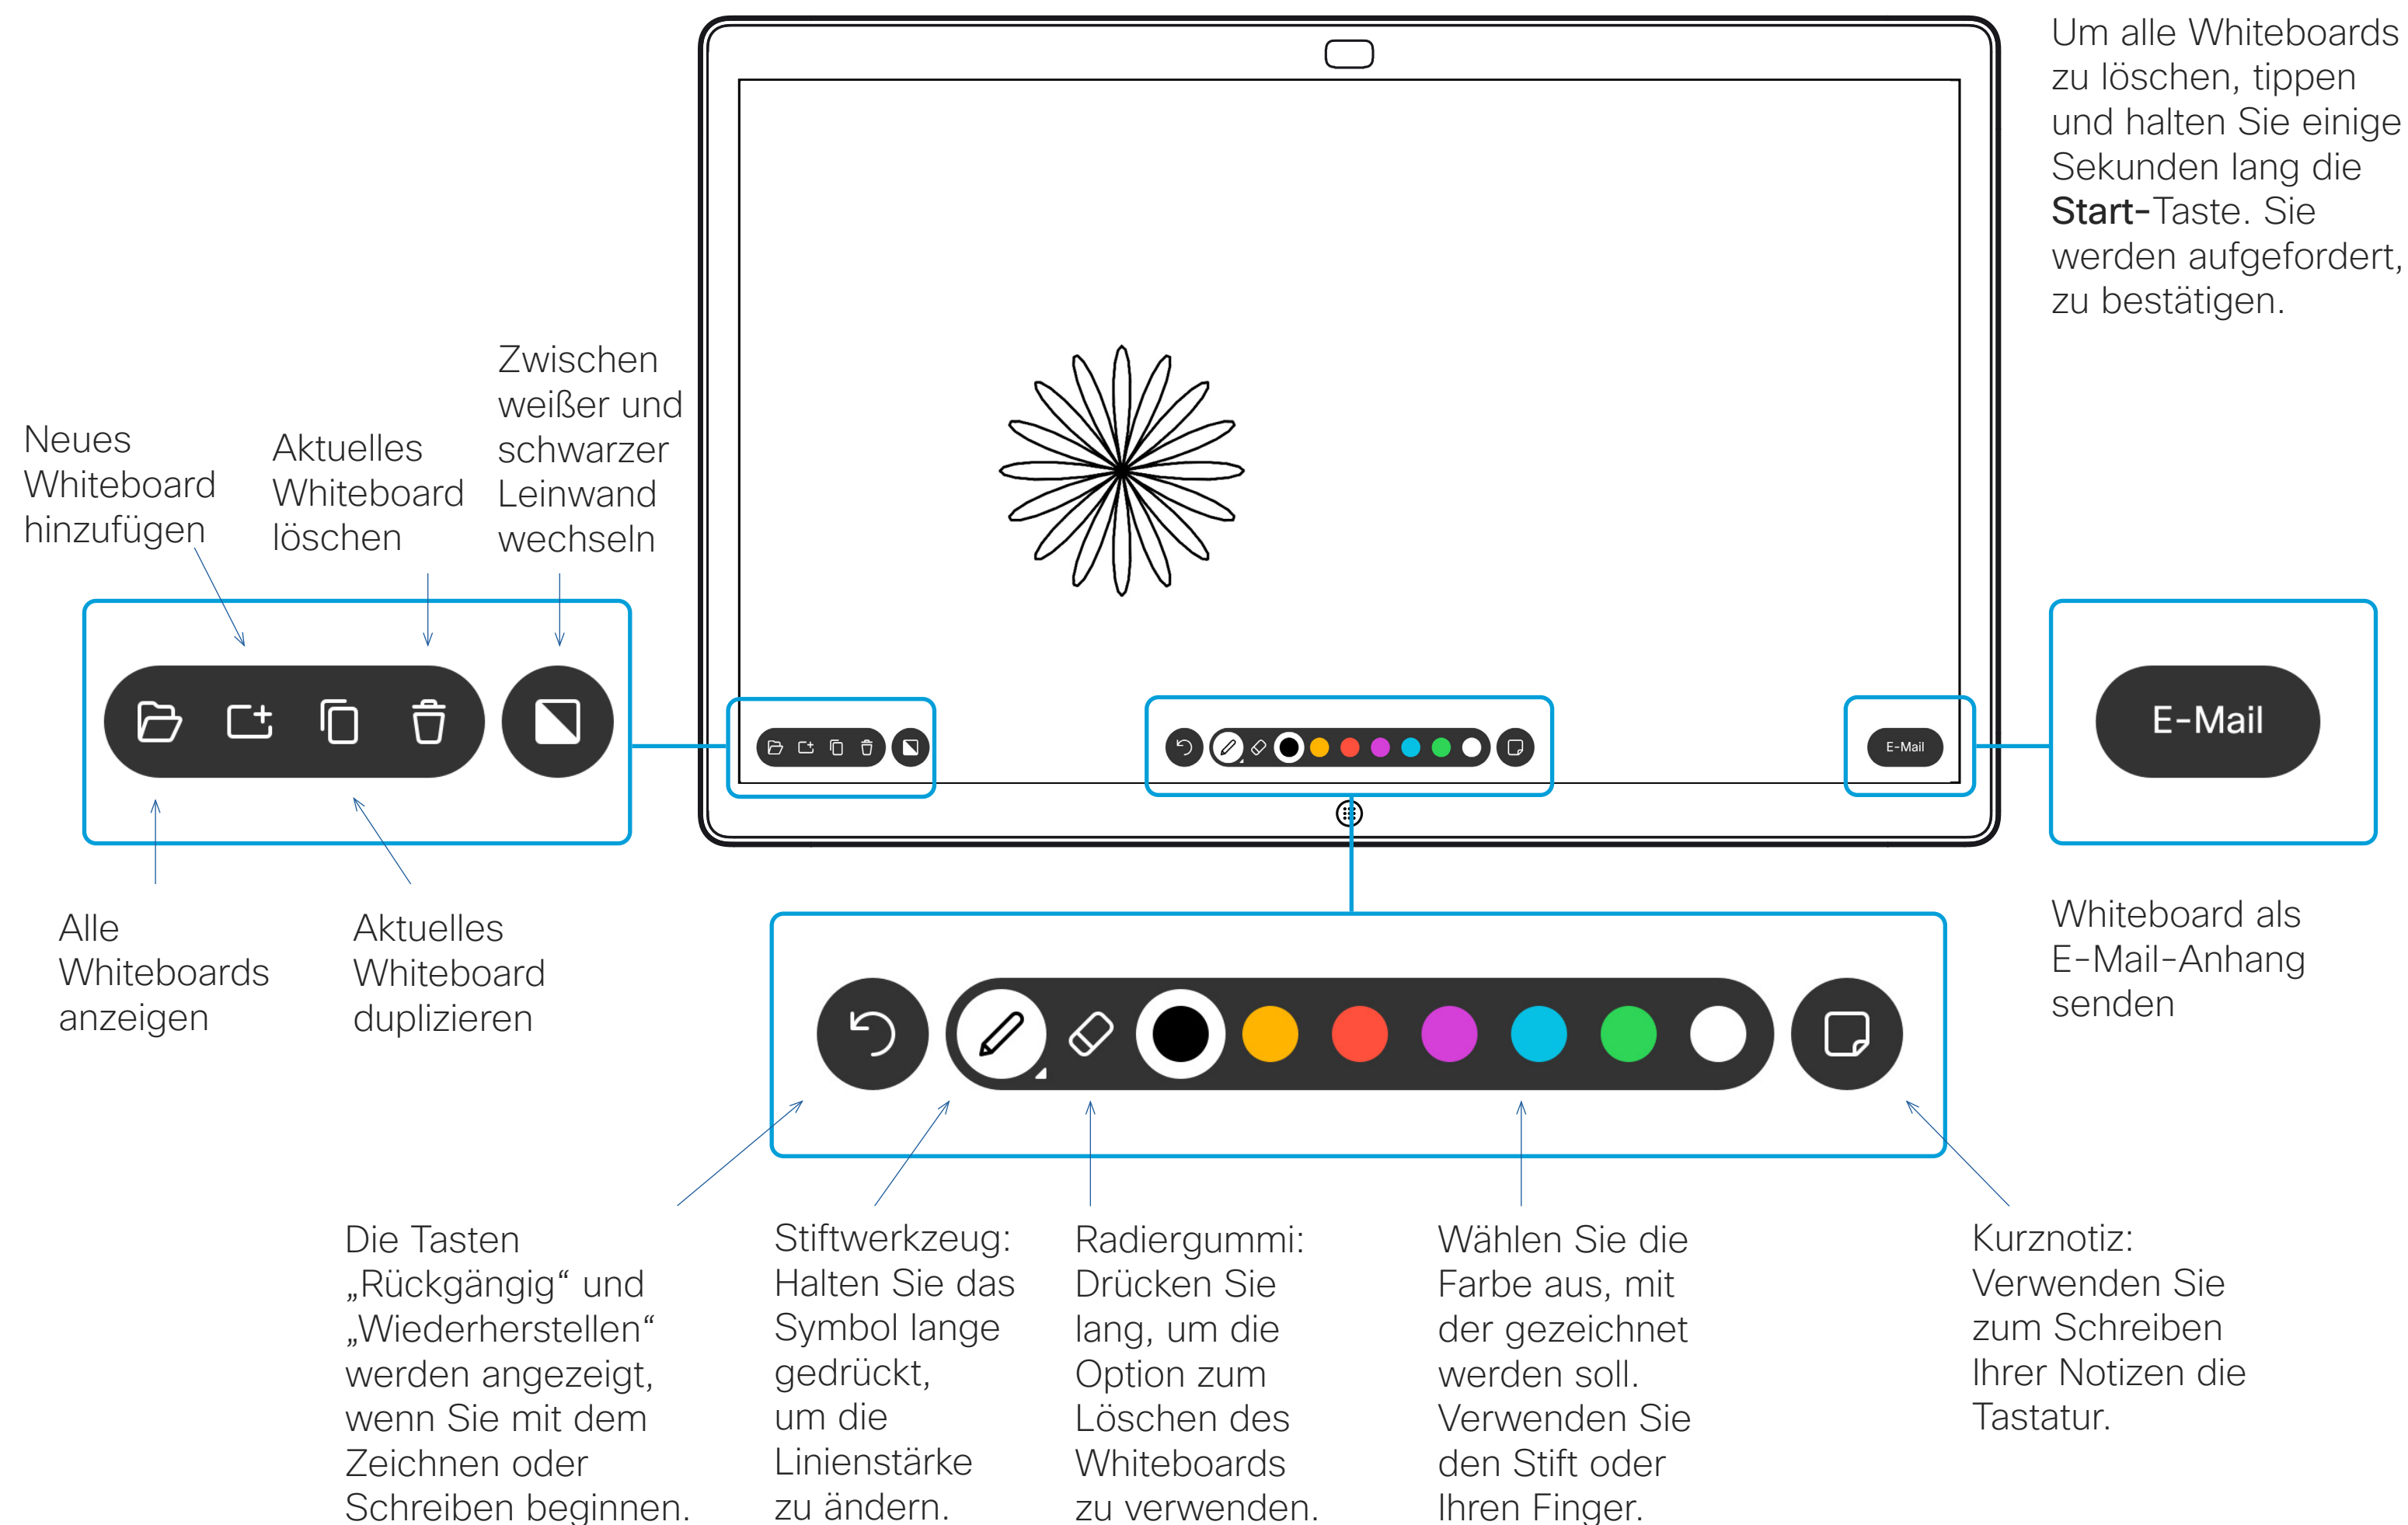 Um alle Whiteboards
zu löschen, tippen
und halten Sie einige
Sekunden lang die
Start-Taste. Sie
werden aufgefordert,
zu bestätigen.
Neues
Whiteboard
hinzufügen
Aktuelles
Whiteboard
löschen
Zwischen
weißer und
schwarzer
Leinwand
wechseln
E-Mail
E-Mail
Alle
Whiteboards
anzeigen
Aktuelles
Whiteboard
duplizieren
Whiteboard als
E-Mail-Anhang
senden
Die Tasten
„Rückgängig“ und
„Wiederherstellen“
werden angezeigt,
wenn Sie mit dem
Zeichnen oder
Schreiben beginnen.
Stiftwerkzeug:
Halten Sie das
Symbol lange
gedrückt,
um die
Linienstärke
zu ändern.
Radiergummi:
Drücken Sie
lang, um die
Option zum
Löschen des
Whiteboards
zu verwenden.
Wählen Sie die
Farbe aus, mit
der gezeichnet
werden soll.
Verwenden Sie
den Stift oder
Ihren Finger.
Kurznotiz:
Verwenden Sie
zum Schreiben
Ihrer Notizen die
Tastatur.